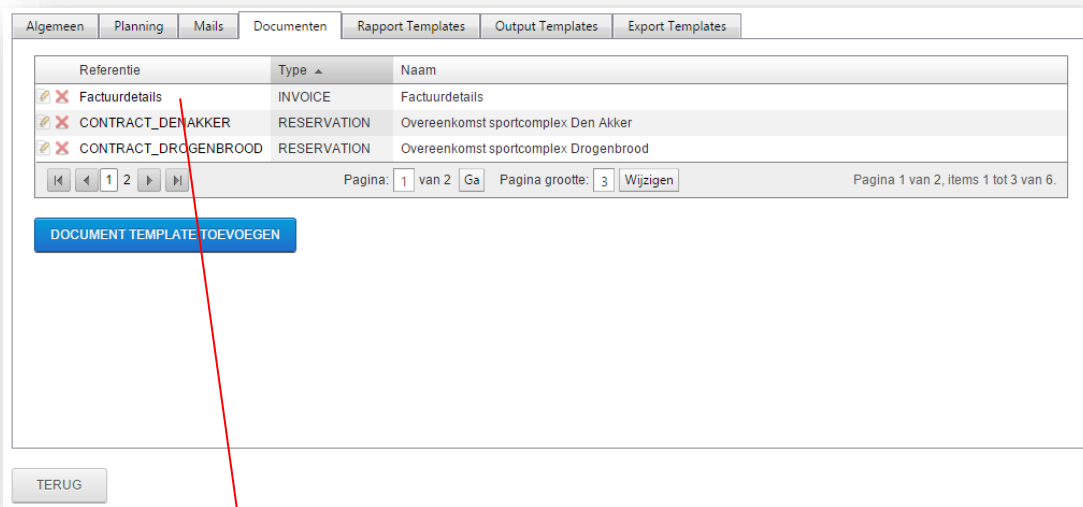 Algemeen Planning Mails Documenten Rapport Templates Output Templates Export Templates
Referentie Type Naam
Factuurdetails INVOICE Factuurdetails
CONTRACT_DENAKKER RESERVATION Overeenkomst sportcomplex Den Akker
CONTRACT_DROGENBROOD RESERVATION Overeenkomst sportcomplex Drogenbrood
1 2 Pagina: 1 van 2 Ga Pagina grootte: 3 Wijzigen Pagina 1 van 2, items 1 tot 3 van 6.
DOCUMENT TEMPLATE TOEVOEGEN
TERUG